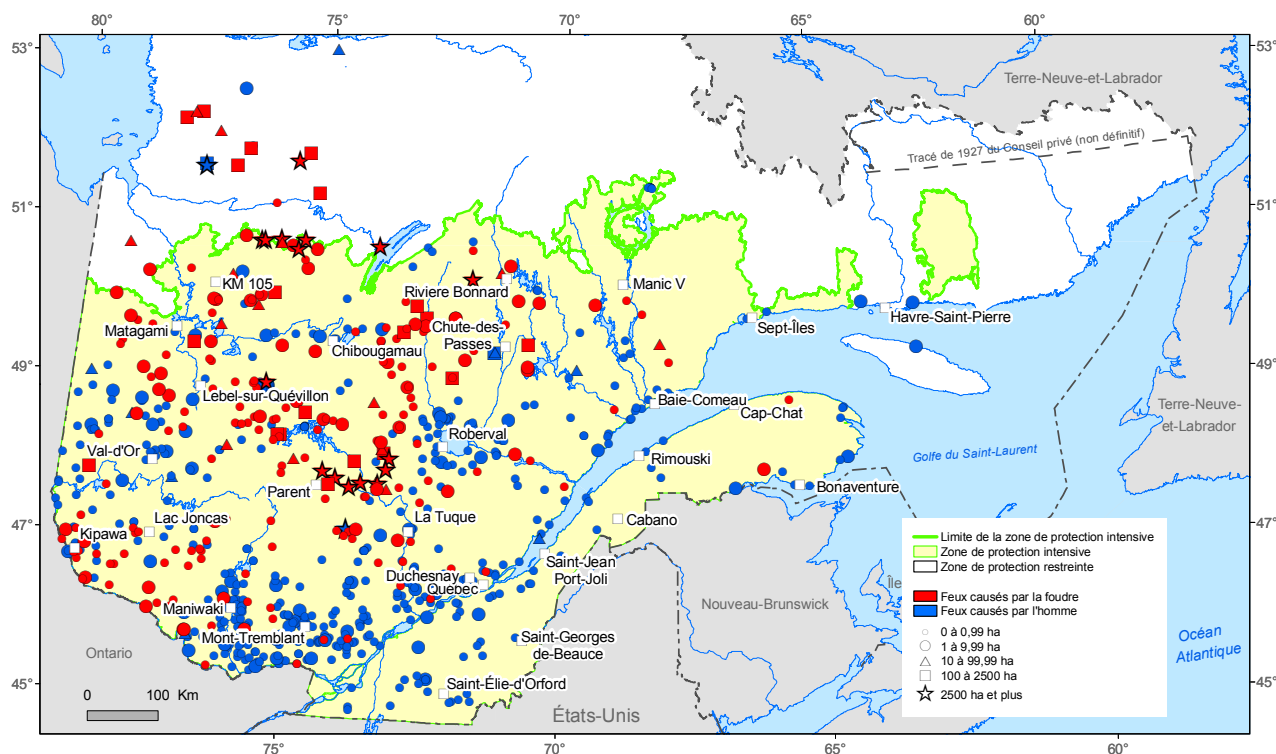 80° 75° 70° 65° 60°
53° 53°
Terre-Neuve-et-Labrador
Tracé de 1927 du Conseil privé (non définitif)
51° 51°
KM 105
Riviere Bonnard
Manic V
Havre-Saint-Pierre
Sept-Îles
Matagami
Chute-des-
Passes
Chibougamau
49° 49°
Lebel-sur-Quévillon
Baie-Comeau
Cap-Chat
Terre-Neuve-
et-Labrador
Roberval
Val-d'Or
Rimouski
Golfe du Saint-Laurent
Parent
Bonaventure
La Tuque
Lac Joncas
Cabano
47° 47°
Kipawa
Saint-Jean
Port-Joli
Duchesnay
Quebec
Maniwaki
Nouveau-Brunswick
Île
Mont-Tremblant
Saint-Georges
de-Beauce
Ontario
Océan
Atlantique
45° 45°
Saint-Élie-d'Orford
0 100 Km
États-Unis
Limite de la zone de protection intensive
Zone de protection intensive
Zone de protection restreinte
Feux causés par la foudre
Feux causés par l'homme
0 à 0,99 ha
1 à 9,99 ha
10 à 99,99 ha
100 à 2500 ha
2500 ha et plus
75° 70° 65° 60°